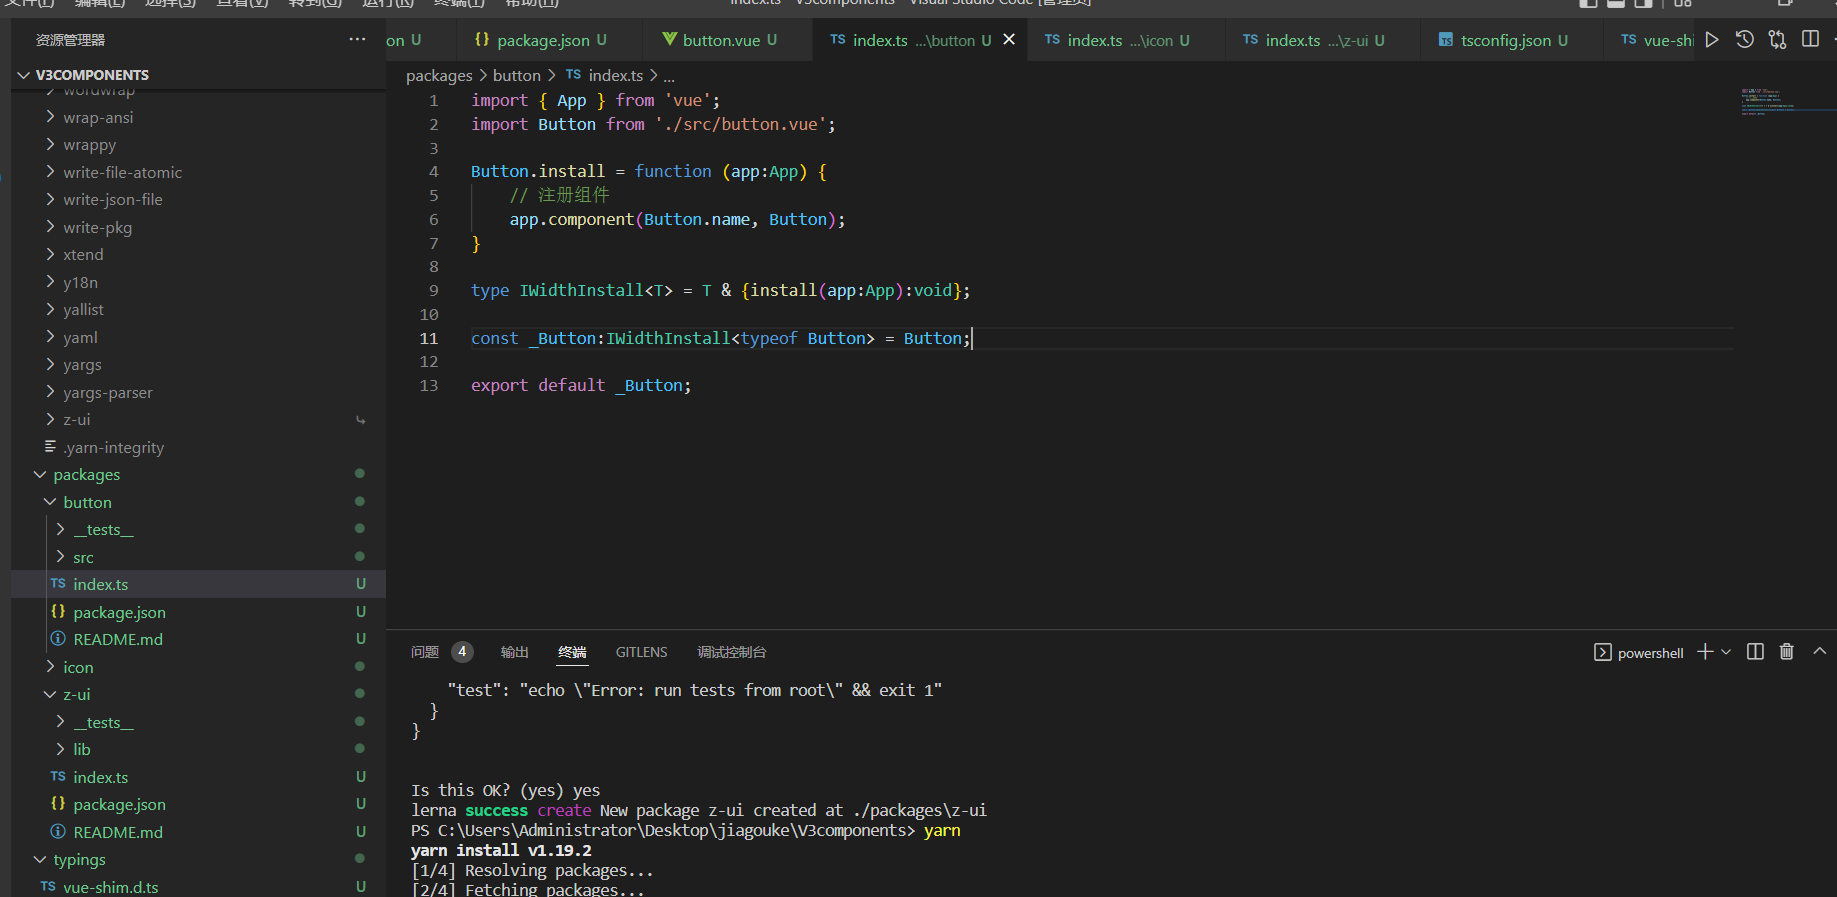 文件(F) 编辑(E) 选择(S) 查看(V) 转到(G) 运行(R) 终端(T) 帮助(H) index.ts - V3components - Visual Studio Code [管理员]
资源管理器 ...
on U {} package.json U button.vue U TS index.ts ...\button U TS index.ts ...\icon U TS index.ts ...\z-ui U tsconfig.json U TS vue-shi
V3COMPONENTS
wordwrap
wrap-ansi
wrappy
write-file-atomic
write-json-file
write-pkg
xtend
y18n
yallist
yaml
yargs
yargs-parser
z-ui
.yarn-integrity
packages
button
__tests__
src
TS index.ts U
{} package.json U
README.md U
icon
z-ui
__tests__
lib
TS index.ts U
{} package.json U
README.md U
typings
TS vue-shim.d.ts U
packages > button > TS index.ts > ...
1 import { App } from 'vue';
2 import Button from './src/button.vue';
3
4 Button.install = function (app:App) {
5 // 注册组件
6 app.component(Button.name, Button);
7 }
8
9 type IWidthInstall<T> = T & {install(app:App):void};
10
11 const _Button:IWidthInstall<typeof Button> = Button;
12
13 export default _Button;
问题 4 输出 终端 GITLENS 调试控制台 powershell
"test": "echo \"Error: run tests from root\" && exit 1"
}
}
Is this OK? (yes) yes
lerna success create New package z-ui created at ./packages\z-ui
PS C:\Users\Administrator\Desktop\jiagouke\V3components> yarn
yarn install v1.19.2
[1/4] Resolving packages...
[2/4] Fetching packages...